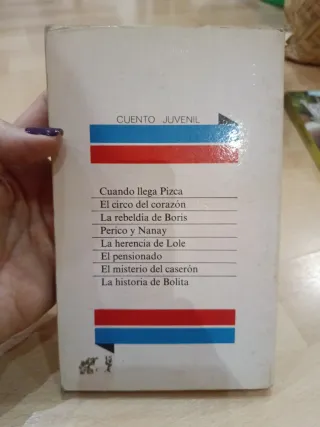 CUENTO JUVENIL
Cuando llega Pizca
El circo del corazón
La rebeldía de Boris
Perico y Nanay
La herencia de Lole
El pensionado
El misterio del caserón
La historia de Bolita